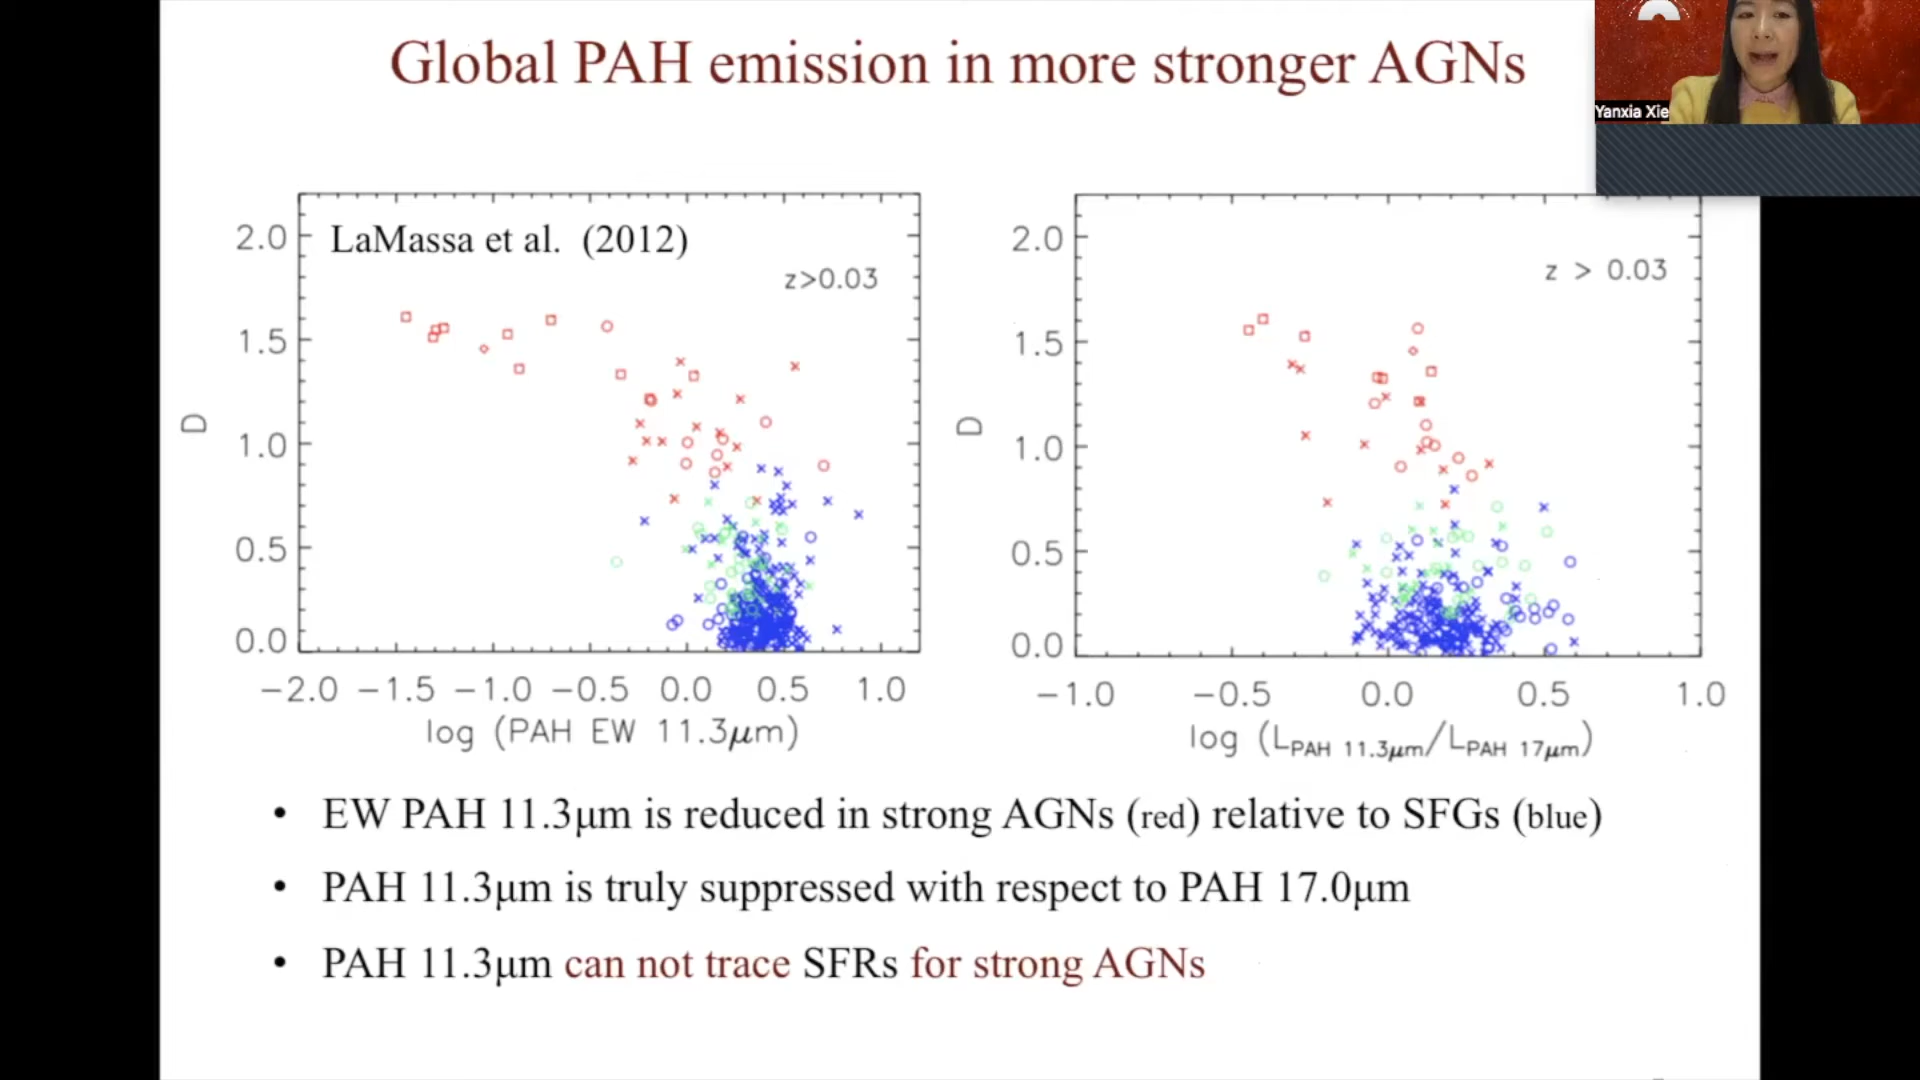 Global PAH emission in more stronger AGNs
Yanxia Xie
LaMassa et al. (2012)
z>0.03
2.0
1.5
1.0
0.5
0.0
D
−2.0 −1.5 −1.0 −0.5 0.0 0.5 1.0
log (PAH EW 11.3μm)
z > 0.03
2.0
1.5
1.0
0.5
0.0
D
−1.0 −0.5 0.0 0.5 1.0
log (LPAH 11.3μm/LPAH 17μm)
• EW PAH 11.3μm is reduced in strong AGNs (red) relative to SFGs (blue)
• PAH 11.3μm is truly suppressed with respect to PAH 17.0μm
• PAH 11.3μm can not trace SFRs for strong AGNs